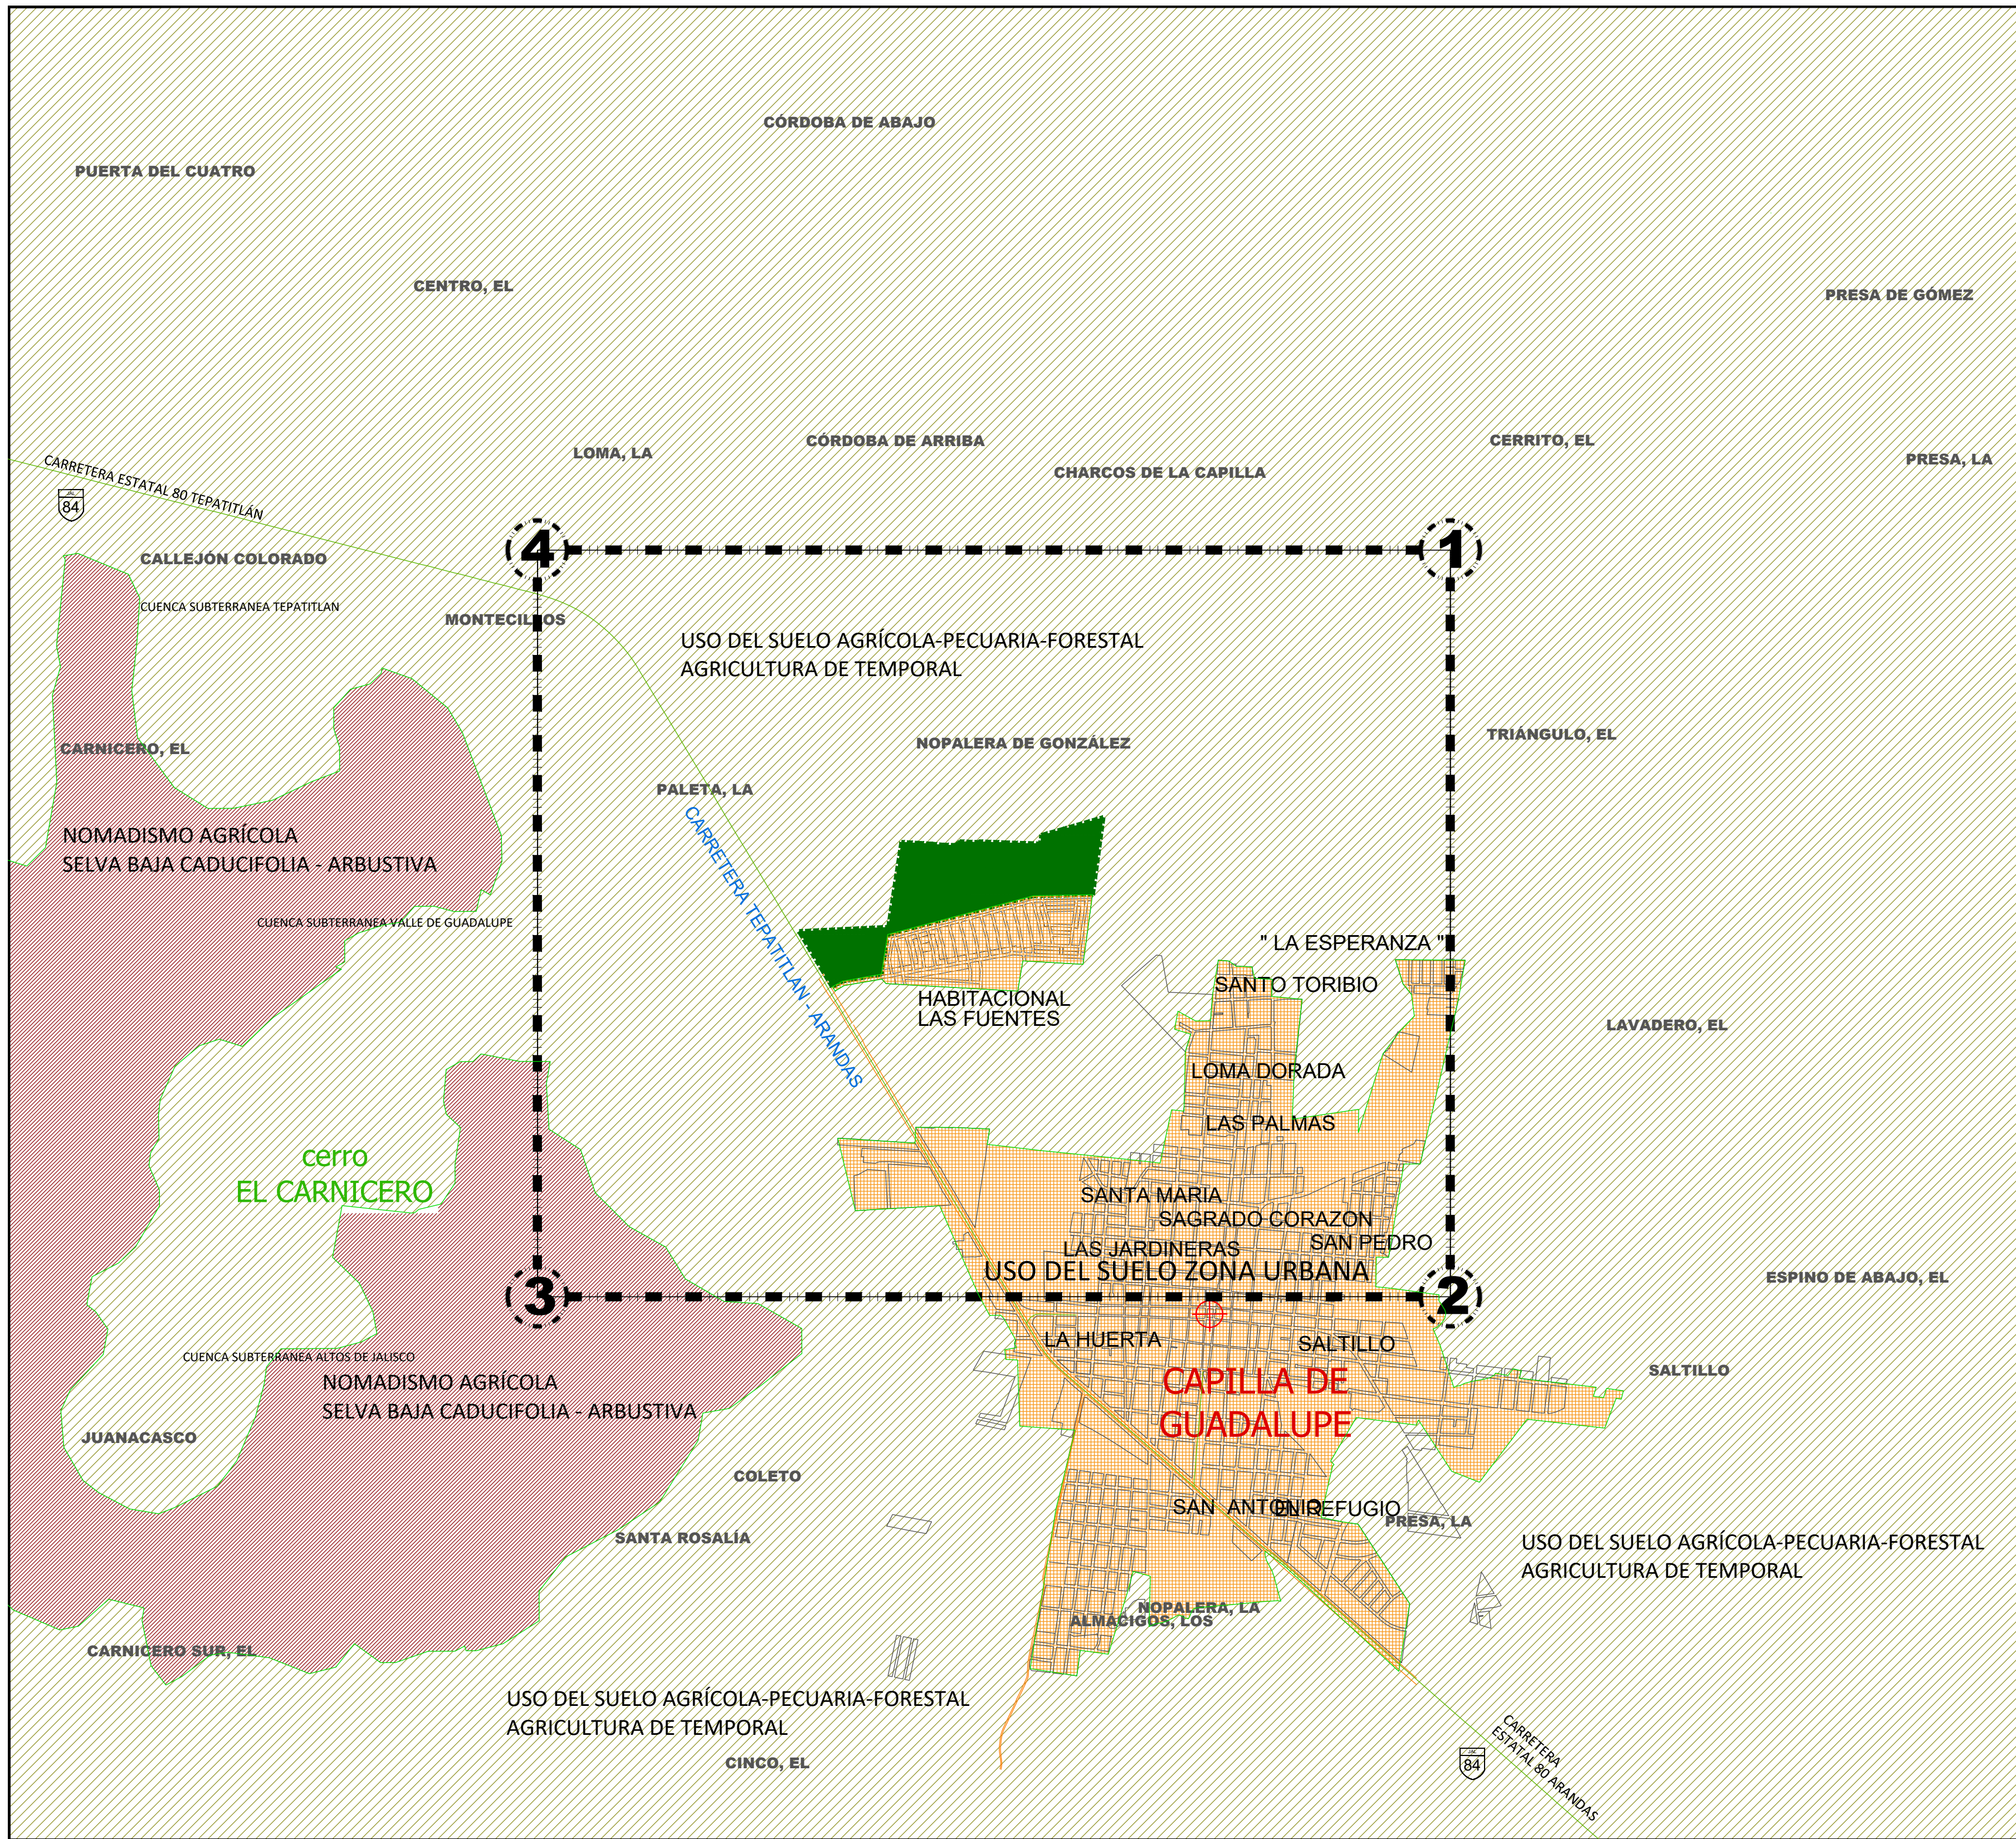 CÓRDOBA DE ABAJO
PUERTA DEL CUATRO
CENTRO, EL
PRESA DE GÓMEZ
CÓRDOBA DE ARRIBA
CERRITO, EL
LOMA, LA
CHARCOS DE LA CAPILLA
PRESA, LA
CARRETERA ESTATAL 80 TEPATITLÁN
JAL
84
CALLEJÓN COLORADO
4
1
CUENCA SUBTERRANEA TEPATITLAN
MONTECILLOS
USO DEL SUELO AGRÍCOLA-PECUARIA-FORESTAL
AGRICULTURA DE TEMPORAL
CARNICERO, EL
NOPALERA DE GONZÁLEZ
TRIÁNGULO, EL
PALETA, LA
CARRETERA TEPATITLAN - ARANDAS
NOMADISMO AGRÍCOLA
SELVA BAJA CADUCIFOLIA - ARBUSTIVA
CUENCA SUBTERRANEA VALLE DE GUADALUPE
" LA ESPERANZA "
SANTO TORIBIO
HABITACIONAL
LAS FUENTES
LAVADERO, EL
LOMA DORADA
LAS PALMAS
cerro
EL CARNICERO
SANTA MARIA
SAGRADO CORAZON
SAN PEDRO
LAS JARDINERAS
USO DEL SUELO ZONA URBANA
ESPINO DE ABAJO, EL
3
2
LA HUERTA
SALTILLO
CUENCA SUBTERRANEA ALTOS DE JALISCO
SALTILLO
NOMADISMO AGRÍCOLA
SELVA BAJA CADUCIFOLIA - ARBUSTIVA
CAPILLA DE
GUADALUPE
JUANACASCO
COLETO
SAN ANTONIO
EL REFUGIO
PRESA, LA
SANTA ROSALÍA
USO DEL SUELO AGRÍCOLA-PECUARIA-FORESTAL
AGRICULTURA DE TEMPORAL
NOPALERA, LA
ALMÁCIGOS, LOS
CARNICERO SUR, EL
USO DEL SUELO AGRÍCOLA-PECUARIA-FORESTAL
AGRICULTURA DE TEMPORAL
CINCO, EL
CARRETERA
ESTATAL 80 ARANDAS
JAL
84